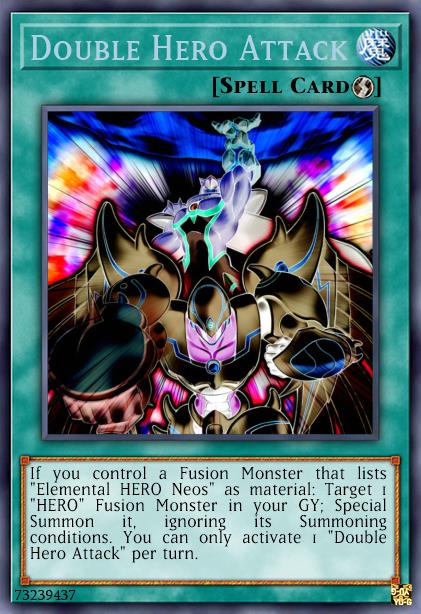 DOUBLE HERO ATTACK
魔
[SPELL CARD]
If you control a Fusion Monster that lists
"Elemental HERO Neos" as material: Target 1
"HERO" Fusion Monster in your GY; Special
Summon it, ignoring its Summoning
conditions. You can only activate 1 "Double
Hero Attack" per turn.
73239437